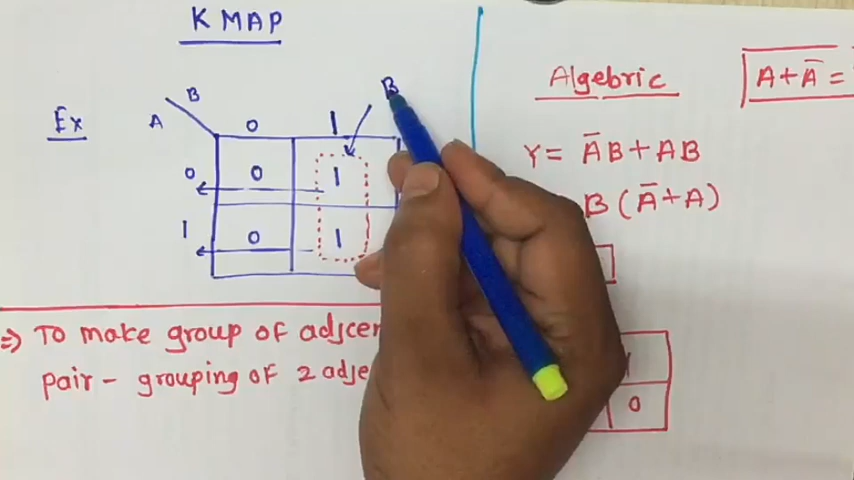 K MAP
Ex
B
A
0 1
B
0 0 1
1 0 1
=> To make group of adjcen
pair - grouping of 2 adje
Algebric
A + Ā =
Y = ĀB + AB
B (Ā + A)
0